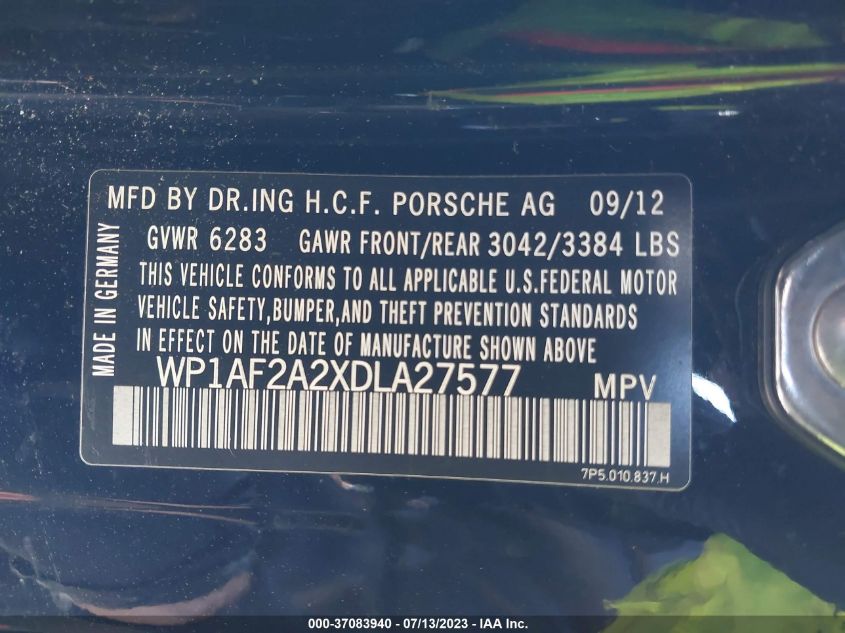 MFD BY DR.ING H.C.F. PORSCHE AG 09/12
GVWR 6283 GAWR FRONT/REAR 3042/3384 LBS
THIS VEHICLE CONFORMS TO ALL APPLICABLE U.S.FEDERAL MOTOR
VEHICLE SAFETY,BUMPER,AND THEFT PREVENTION STANDARDS
IN EFFECT ON THE DATE OF MANUFACTURE SHOWN ABOVE
WP1AF2A2XDLA27577 MPV
7P5.010.837.H
MADE IN GERMANY
000-37083940 - 07/13/2023 - IAA Inc.